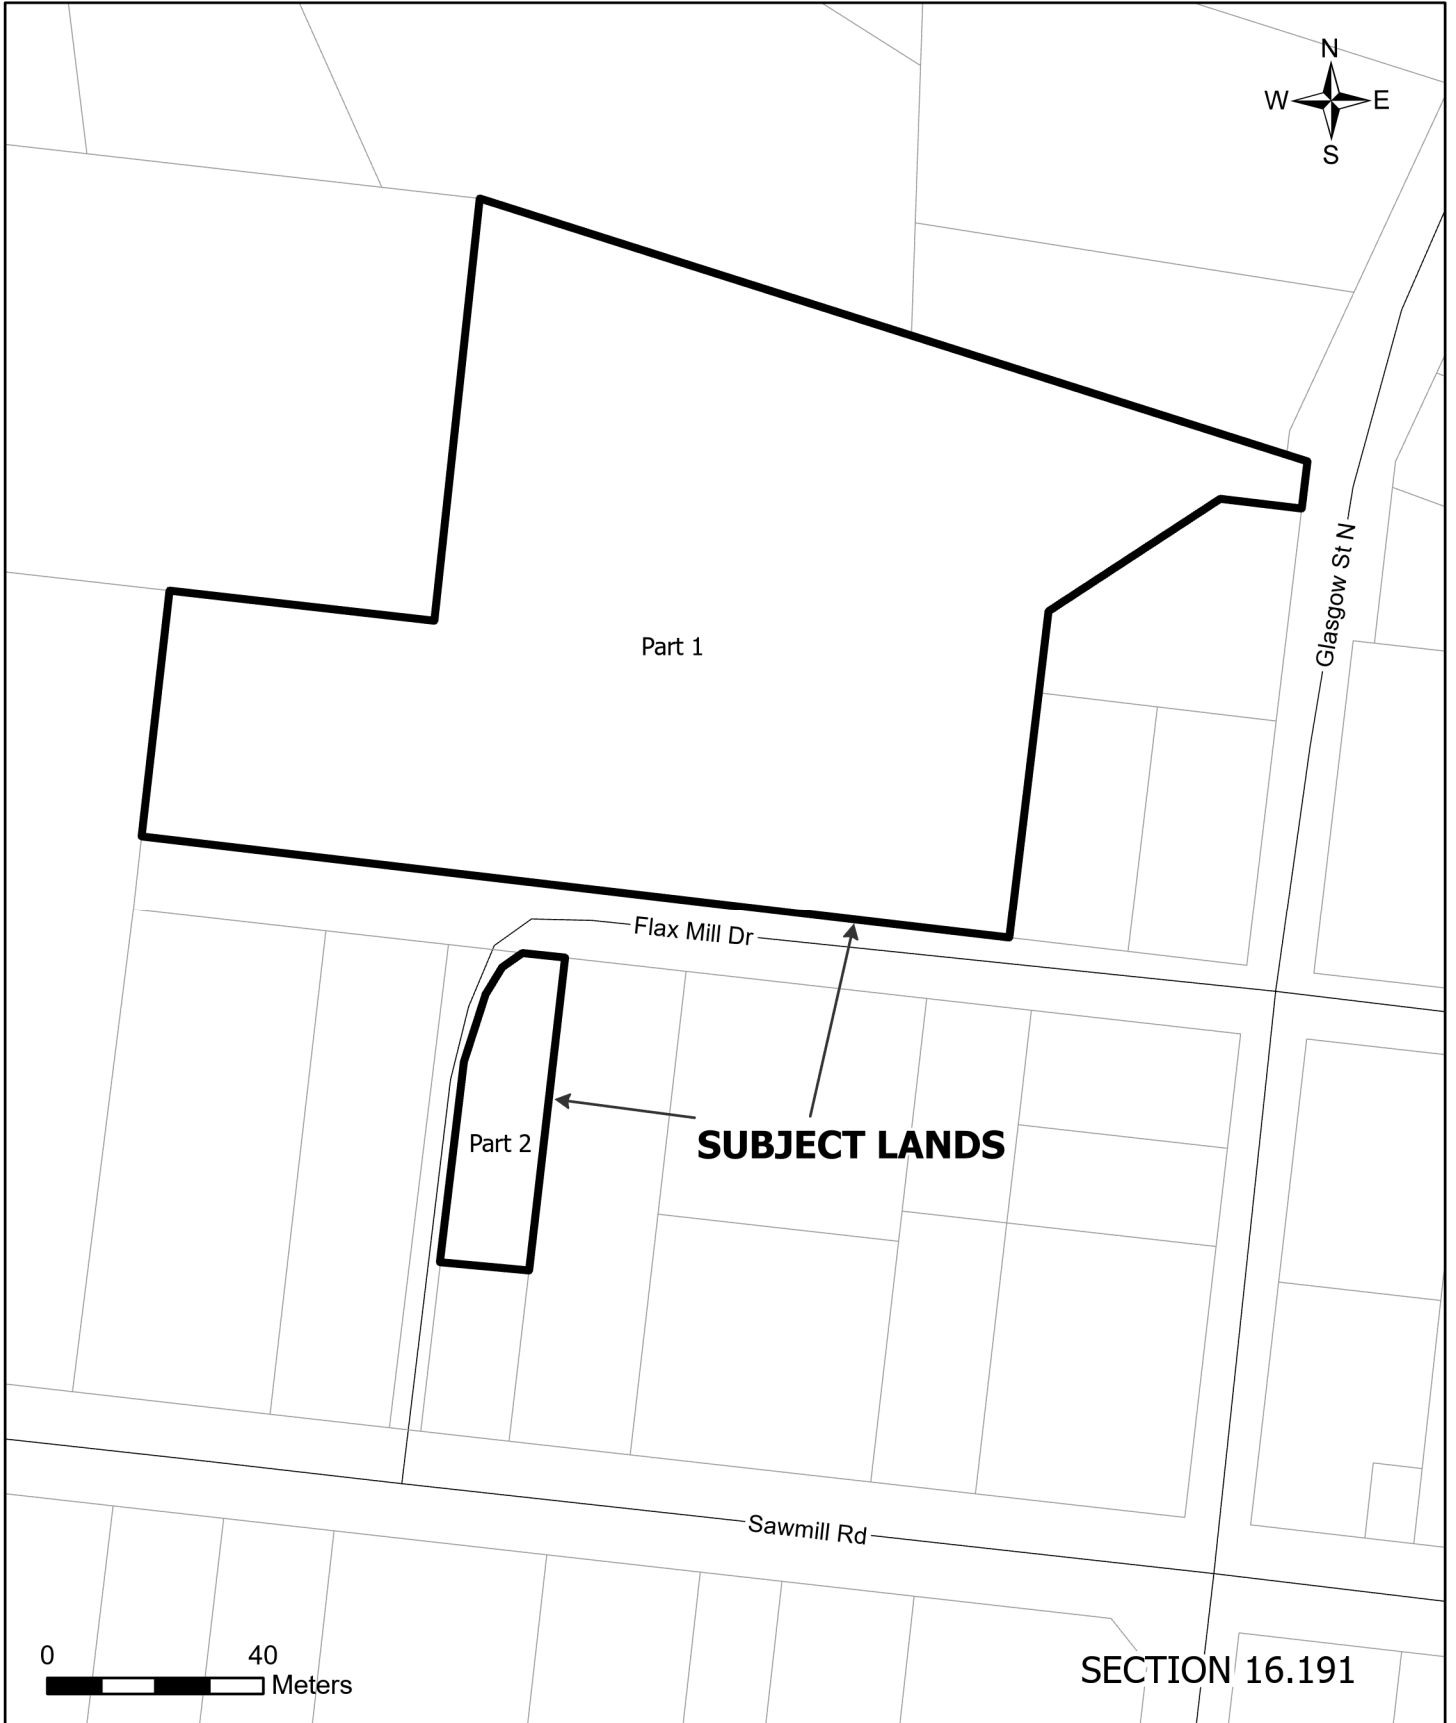 N
W E
S
Glasgow St N
Part 1
Flax Mill Dr
Part 2
SUBJECT LANDS
Sawmill Rd
0 40
Meters
SECTION 16.191